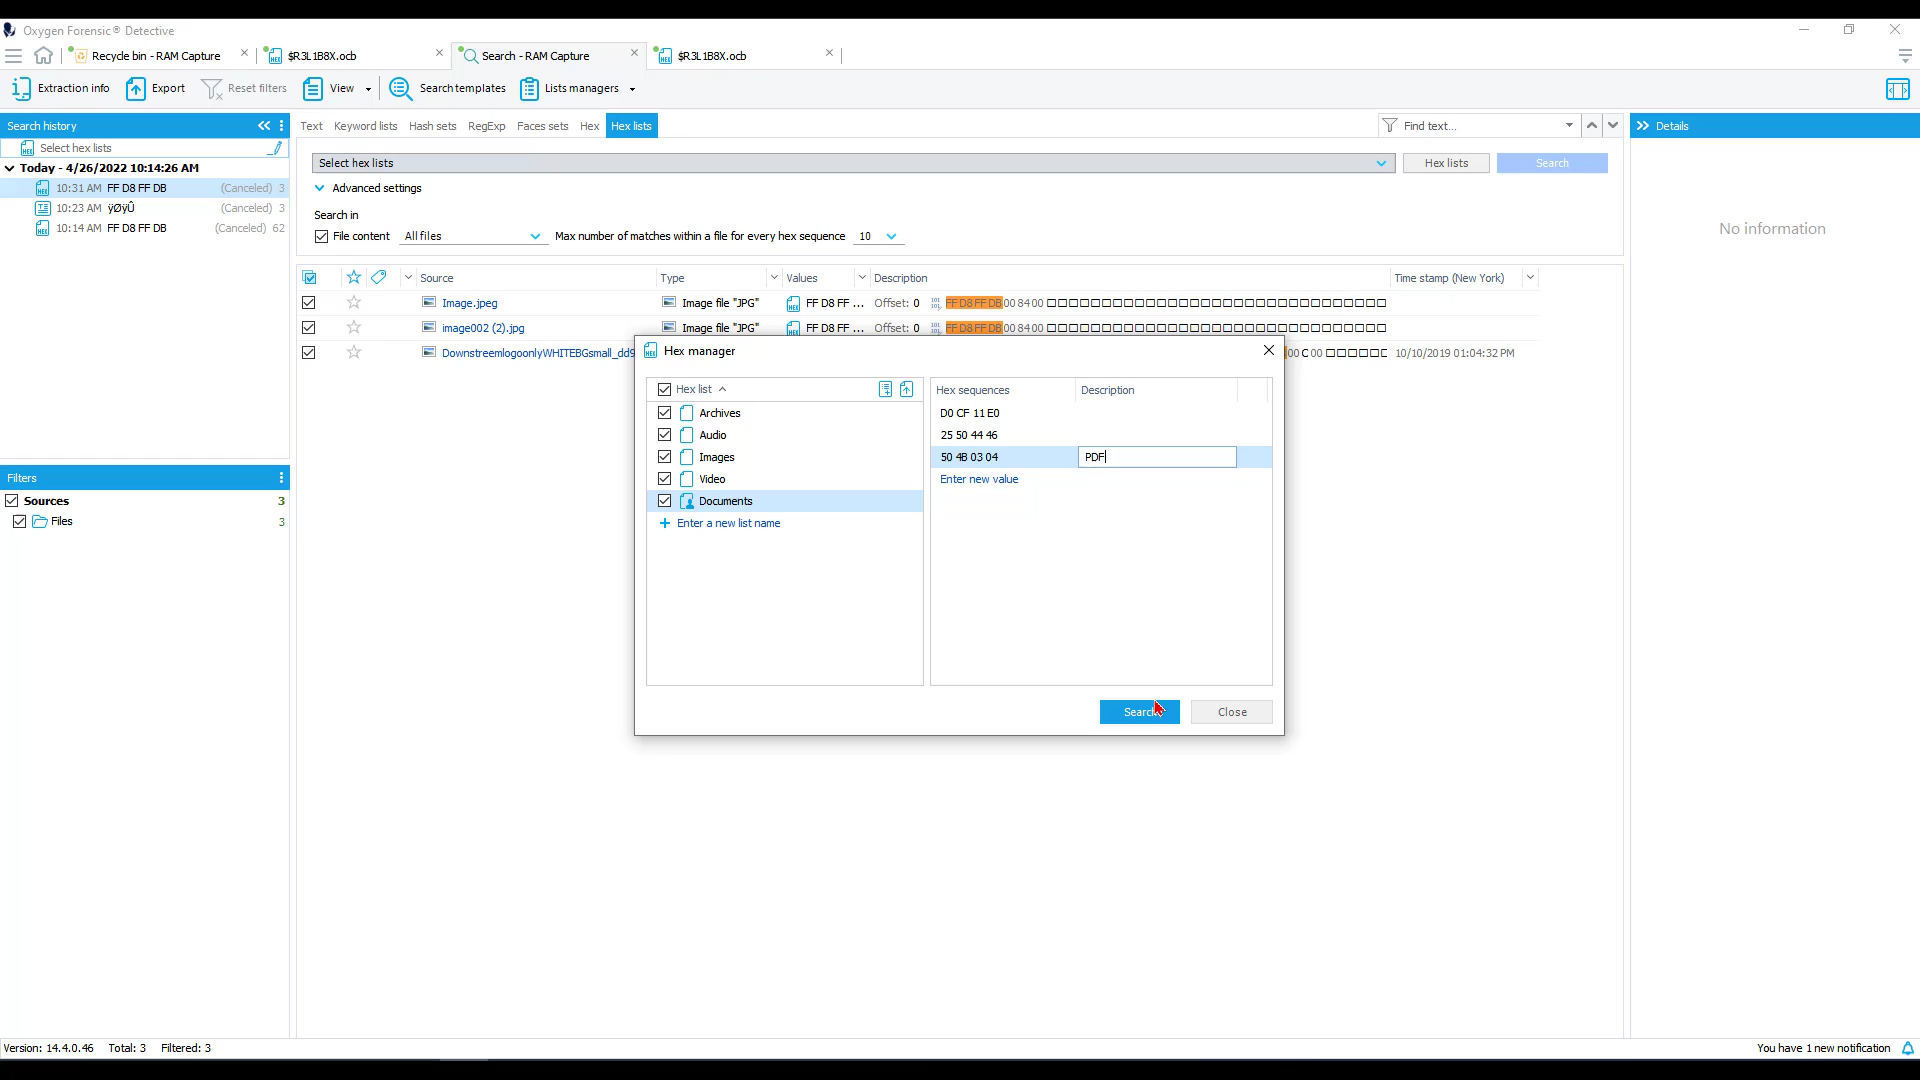 Oxygen Forensic® Detective
Recycle bin - RAM Capture
$R3L1B8X.ocb
Search - RAM Capture
$R3L1B8X.ocb
Extraction info
Export
Reset filters
View
Search templates
Lists managers
Search history
Select hex lists
Today - 4/26/2022 10:14:26 AM
10:31 AM FF D8 FF DB (Canceled) 3
10:23 AM ÿØÿÛ (Canceled) 3
10:14 AM FF D8 FF DB (Canceled) 62
Filters
Sources 3
Files 3
Text Keyword lists Hash sets RegExp Faces sets Hex Hex lists
Find text...
Select hex lists
Hex lists
Search
Advanced settings
Search in
File content All files Max number of matches within a file for every hex sequence 10
Source Type Values Description Time stamp (New York)
Image.jpeg Image file "JPG" FF D8 FF ... Offset: 0 FF D8 FF DB 00 84 00
image002 (2).jpg Image file "JPG" FF D8 FF ... Offset: 0 FF D8 FF DB 00 84 00
DownstreemlogoonlyWHITEBGsmall_dd9 00 C 00 10/10/2019 01:04:32 PM
Hex manager
Hex list
Archives
Audio
Images
Video
Documents
Enter a new list name
Hex sequences Description
D0 CF 11 E0
25 50 44 46
50 4B 03 04 PDF
Enter new value
Search
Close
Details
No information
Version: 14.4.0.46 Total: 3 Filtered: 3
You have 1 new notification